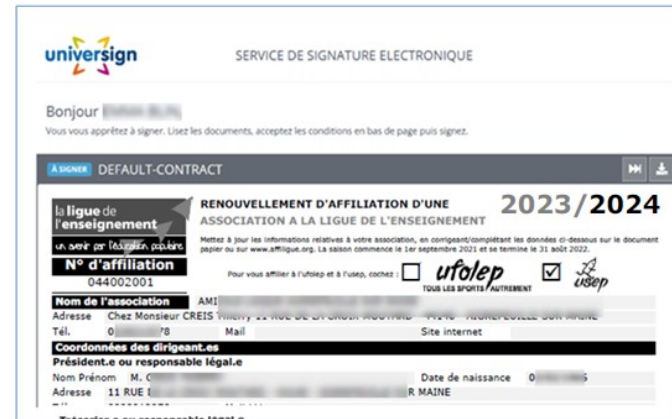 universign
SERVICE DE SIGNATURE ELECTRONIQUE
Bonjour
Vous vous apprêtez à signer. Lisez les documents, acceptez les conditions en bas de page puis signez.
À SIGNER DEFAULT-CONTRACT
la ligue de
l'enseignement
un avenir par l'éducation populaire
N° d'affiliation
044002001
RENOUVELLEMENT D'AFFILIATION D'UNE 2023/2024
ASSOCIATION A LA LIGUE DE L'ENSEIGNEMENT
Mettez à jour les informations relatives à votre association, en corrigeant/complétant les données ci-dessous sur le document
papier ou sur www.affiligue.org. La saison commence le 1er septembre 2021 et se termine le 31 août 2022.
Pour vous affilier à l'ufolep et à l'usep, cochez : ufolep usep
TOUS LES SPORTS AUTREMENT
Nom de l'association AMI
Adresse Chez Monsieur CREIS
Tél. 0 78 Mail Site internet
Coordonnées des dirigeant.es
Président.e ou responsable légal.e
Nom Prénom M. Date de naissance 0
Adresse 11 RUE R MAINE